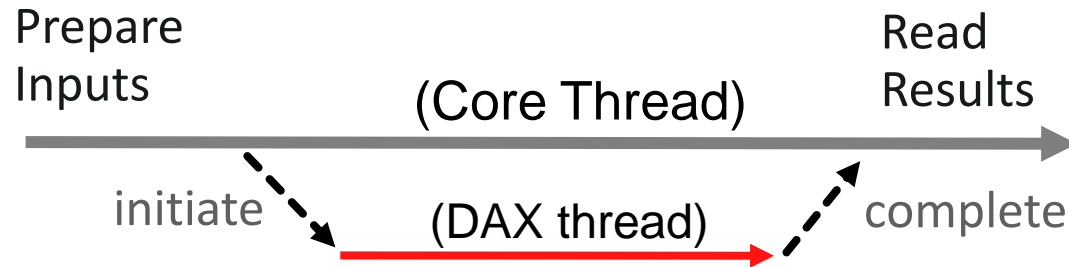 Prepare
Inputs
(Core Thread)
Read
Results
initiate
(DAX thread)
complete